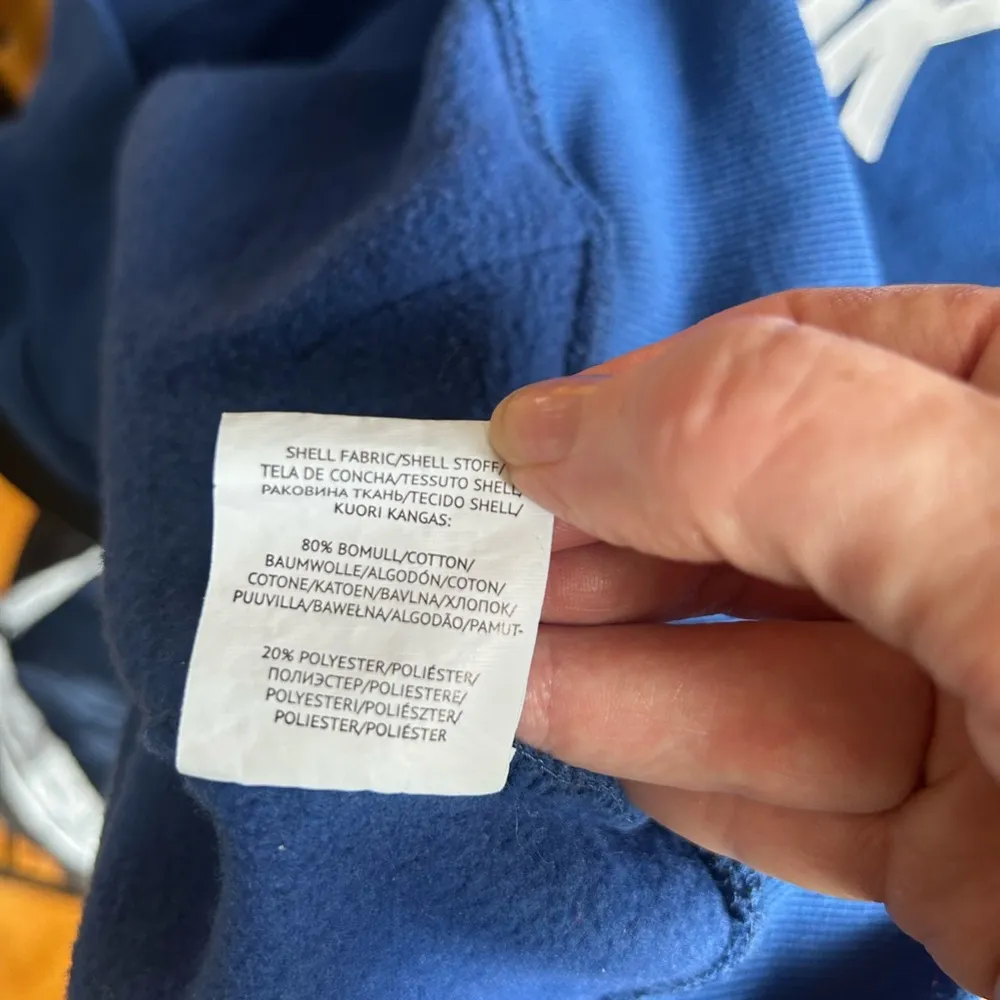 SHELL FABRIC/SHELL STOFF/
TELA DE CONCHA/TESSUTO SHELL/
РАКОВИНА ТКАНЬ/TECIDO SHELL/
KUORI KANGAS:
80% BOMULL/COTTON/
BAUMWOLLE/ALGODÓN/COTON/
COTONE/KATOEN/BAVLNA/ХЛОПОК/
PUUVILLA/BAWEŁNA/ALGODÃO/PAMUT-
20% POLYESTER/POLIÉSTER/
ПОЛИЭСТЕР/POLIESTERE/
POLYESTERI/POLIÉSZTER/
POLIESTER/POLIÉSTER